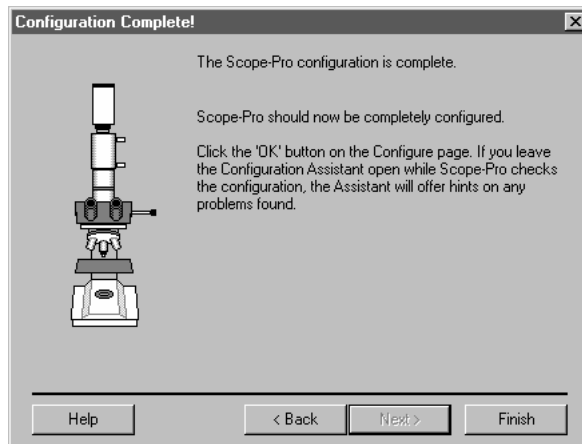 Configuration Complete!
The Scope-Pro configuration is complete.
Scope-Pro should now be completely configured.
Click the 'OK' button on the Configure page. If you leave
the Configuration Assistant open while Scope-Pro checks
the configuration, the Assistant will offer hints on any
problems found.
Help
< Back
Next >
Finish